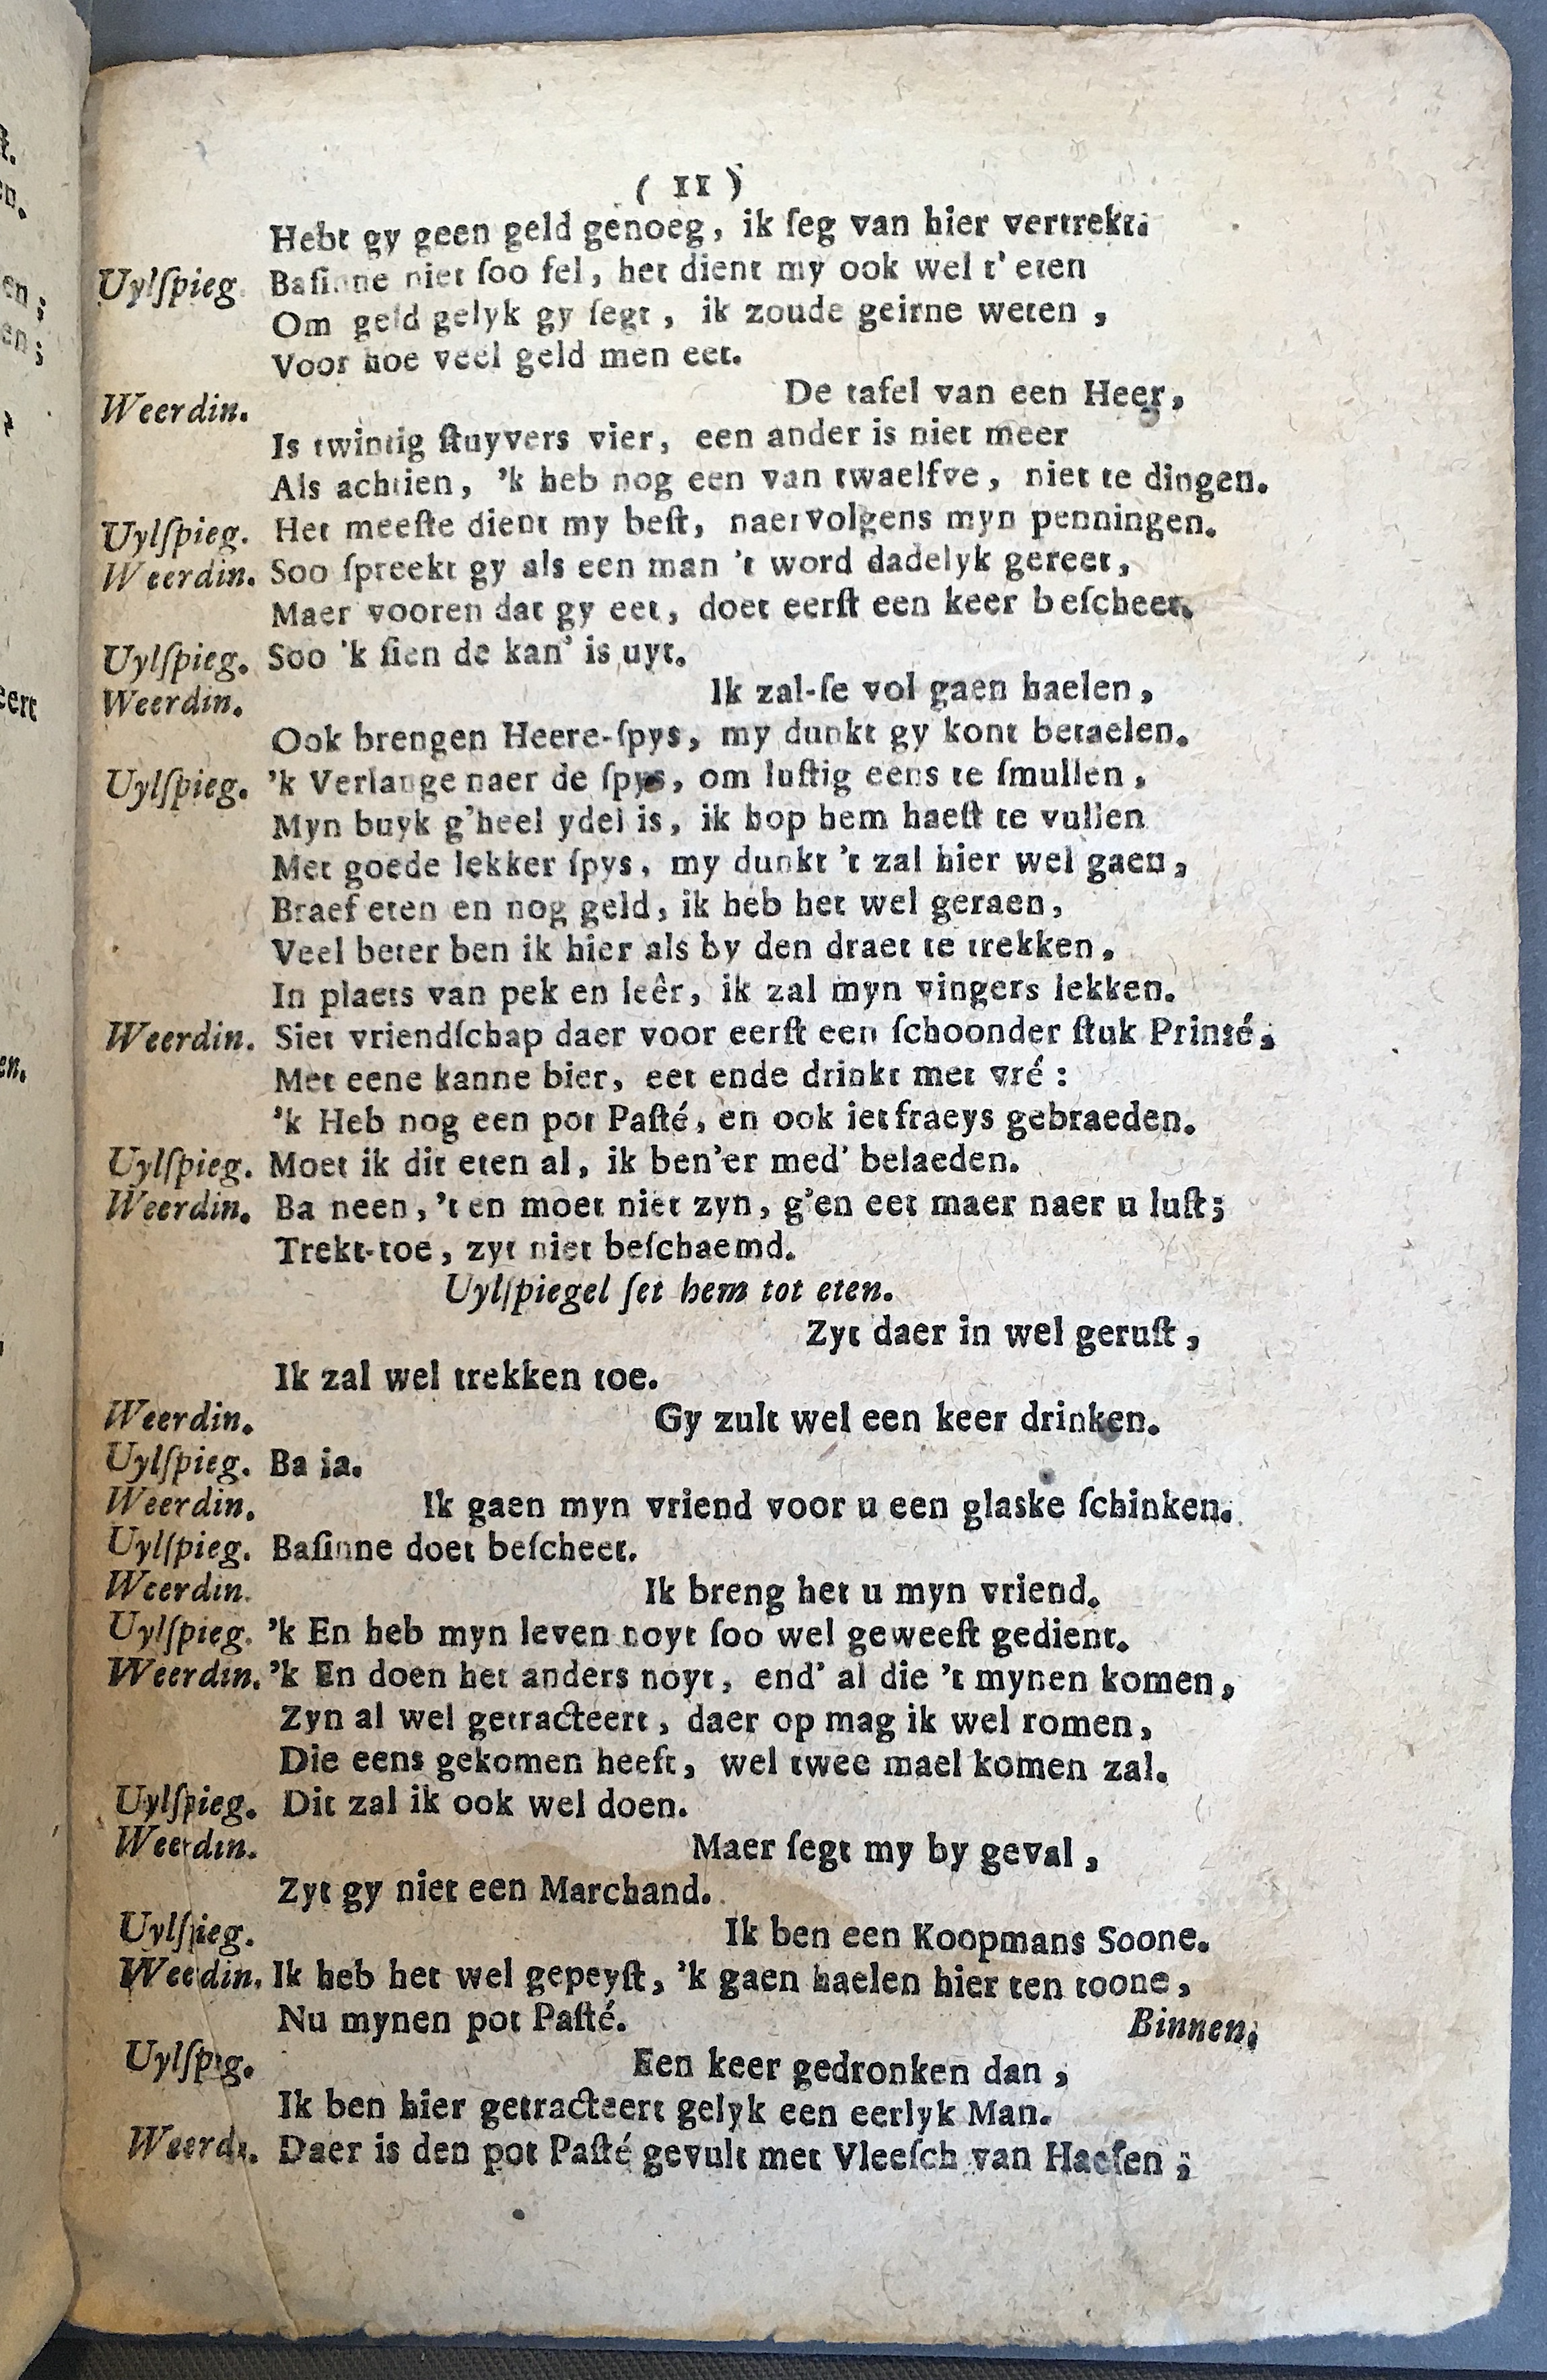 ( 11 )
Hebt gy geen geld genoeg, ik ſeg van hier vertrekt.
Uylſpieg. Baſinne niet ſoo fel, het dient my ook wel t' eten
Om geld gelyk gy ſegt, ik zoude geirne weten,
Voor hoe veel geld men eet.
Weerdin. De tafel van een Heer,
Is twintig ſtuyvers vier, een ander is niet meer
Als achtien, 'k heb nog een van twaelfve, niet te dingen.
Uylſpieg. Het meeſte dient my beſt, naervolgens myn penningen.
Weerdin. Soo ſpreekt gy als een man 't word dadelyk gereet,
Maer vooren dat gy eet, doet eerſt een keer beſcheet.
Uylſpieg. Soo 'k ſien de kan' is uyt.
Weerdin. Ik zal-ſe vol gaen haelen,
Ook brengen Heere-ſpys, my dunkt gy kont betaelen.
Uylſpieg. 'k Verlange naer de ſpys, om luſtig eens te ſmullen,
Myn buyk g'heel ydel is, ik hop hem haeſt te vullen
Met goede lekker ſpys, my dunkt 't zal hier wel gaen,
Braef eten en nog geld, ik heb het wel geraen,
Veel beter ben ik hier als by den draet te trekken,
In plaets van pek en leêr, ik zal myn vingers lekken.
Weerdin. Siet vriendſchap daer voor eerſt een ſchoonder ſtuk Prinsé,
Met eene kanne bier, eet ende drinkt met vré :
'k Heb nog een pot Paſté, en ook iet fraeys gebraeden.
Uylſpieg. Moet ik dit eten al, ik ben'er med' belaeden.
Weerdin. Ba neen, 't en moet niet zyn, g'en eet maer naer u luſt;
Trekt-toe, zyt niet beſchaemd.
Uylſpiegel ſet hem tot eten.
Zyt daer in wel geruſt,
Ik zal wel trekken toe.
Weerdin. Gy zult wel een keer drinken.
Uylſpieg. Ba ia.
Weerdin. Ik gaen myn vriend voor u een glaske ſchinken.
Uylſpieg. Baſinne doet beſcheet.
Weerdin. Ik breng het u myn vriend.
Uylſpieg. 'k En heb myn leven noyt ſoo wel geweeſt gedient.
Weerdin. 'k En doen het anders noyt, end' al die 't mynen komen,
Zyn al wel getracteert, daer op mag ik wel romen,
Die eens gekomen heeft, wel twee mael komen zal.
Uylſpieg. Dit zal ik ook wel doen.
Weerdin. Maer ſegt my by geval,
Zyt gy niet een Marchand.
Uylſpieg. Ik ben een Koopmans Soone.
Weerdin. Ik heb het wel gepeyſt, 'k gaen haelen hier ten toone,
Nu mynen pot Paſté. Binnen.
Uylſpieg. Een keer gedronken dan,
Ik ben hier getracteert gelyk een eerlyk Man.
Weerdi. Daer is den pot Paſté gevult met Vleeſch van Haeſen;